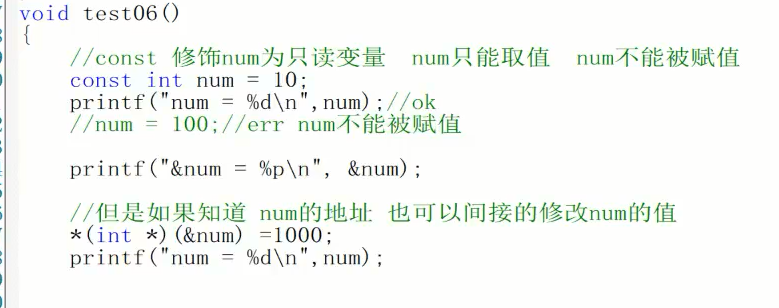 void test06()
{
//const 修饰num为只读变量 num只能取值 num不能被赋值
const int num = 10;
printf("num = %d\n",num);//ok
//num = 100;//err num不能被赋值
printf("&num = %p\n", &num);
//但是如果知道 num的地址 也可以间接的修改num的值
*(int *)(&num) =1000;
printf("num = %d\n",num);